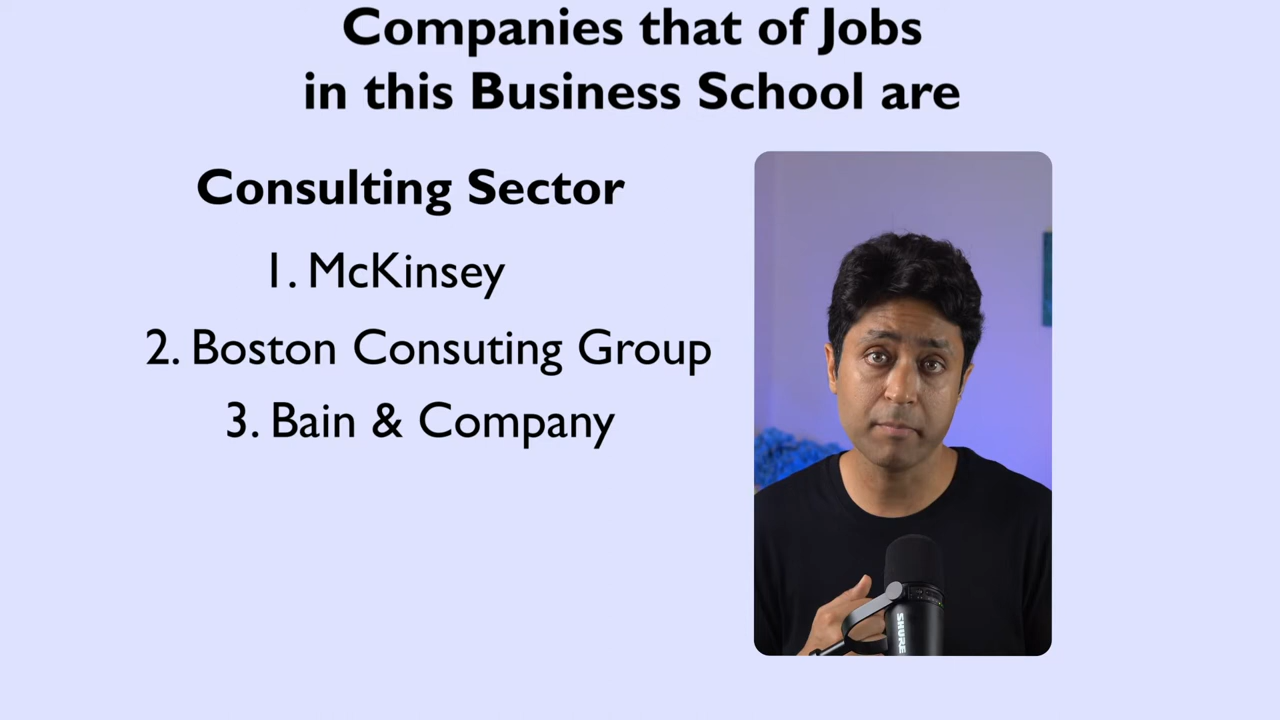 Companies that of Jobs
in this Business School are
Consulting Sector
1. McKinsey
2. Boston Consuting Group
3. Bain & Company
SHURE